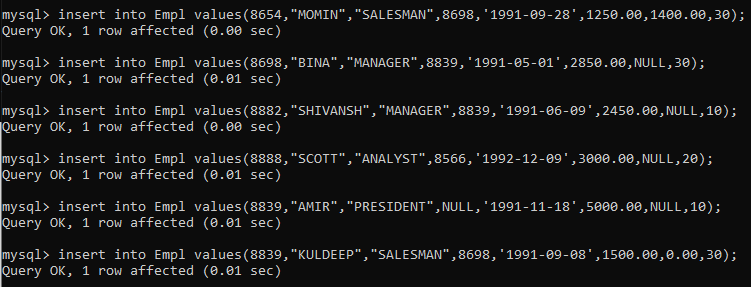 mysql> insert into Empl values(8654,"MOMIN","SALESMAN",8698,'1991-09-28',1250.00,1400.00,30);
Query OK, 1 row affected (0.00 sec)
mysql> insert into Empl values(8698,"BINA","MANAGER",8839,'1991-05-01',2850.00,NULL,30);
Query OK, 1 row affected (0.01 sec)
mysql> insert into Empl values(8882,"SHIVANSH","MANAGER",8839,'1991-06-09',2450.00,NULL,10);
Query OK, 1 row affected (0.00 sec)
mysql> insert into Empl values(8888,"SCOTT","ANALYST",8566,'1992-12-09',3000.00,NULL,20);
Query OK, 1 row affected (0.01 sec)
mysql> insert into Empl values(8839,"AMIR","PRESIDENT",NULL,'1991-11-18',5000.00,NULL,10);
Query OK, 1 row affected (0.01 sec)
mysql> insert into Empl values(8839,"KULDEEP","SALESMAN",8698,'1991-09-08',1500.00,0.00,30);
Query OK, 1 row affected (0.01 sec)